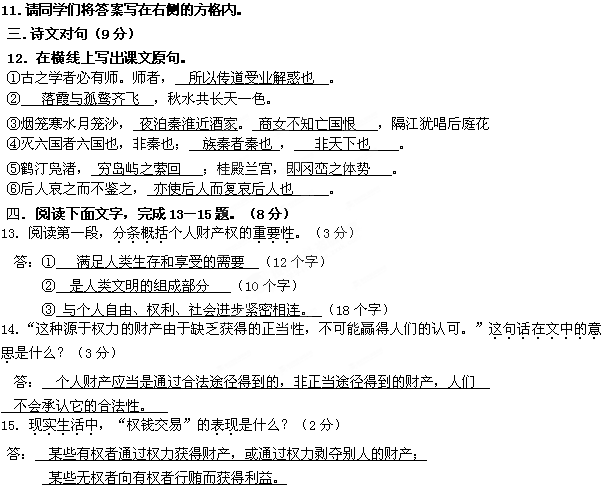 11.请同学们将答案写在右侧的方格内。
三.诗文对句（9分）
12．在横线上写出课文原句。
①古之学者必有师。师者， 所以传道受业解惑也 。
② 落霞与孤鹜齐飞 ，秋水共长天一色。
③烟笼寒水月笼沙， 夜泊秦淮近酒家。 商女不知亡国恨 ，隔江犹唱后庭花
④灭六国者六国也，非秦也； 族秦者秦也 ， 非天下也 。
⑤鹤汀凫渚， 穷岛屿之萦回 ；桂殿兰宫，即冈峦之体势 。
⑥后人哀之而不鉴之， 亦使后人而复哀后人也 。
四．阅读下面文字，完成13—15题。（8分）
13．阅读第一段，分条概括个人财产权的重要性。（3分）
答：① 满足人类生存和享受的需要 （12个字）
② 是人类文明的组成部分 （10个字）
③ 与个人自由、权利、社会进步紧密相连。 （18个字）
14.“这种源于权力的财产由于缺乏获得的正当性，不可能赢得人们的认可。”这句话在文中的意
思是什么？（3分）
答： 个人财产应当是通过合法途径得到的，非正当途径得到的财产，人们
不会承认它的合法性。
15．现实生活中，“权钱交易”的表现是什么？（2分）
答： 某些有权者通过权力获得财产，或通过权力剥夺别人的财产；
某些无权者向有权者行贿而获得利益。